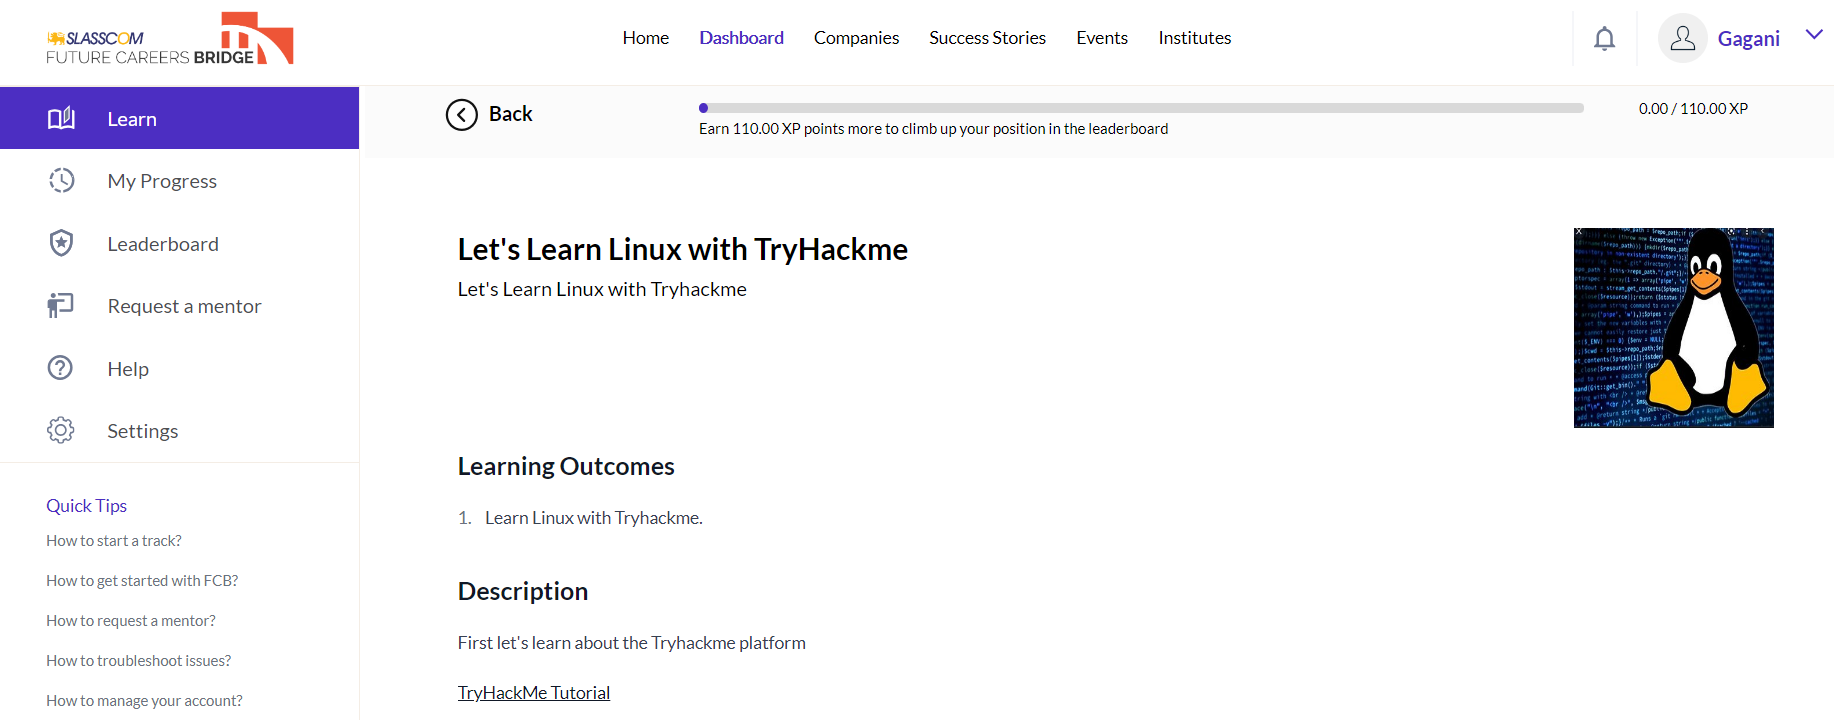 SLASSCOM
FUTURE CAREERS BRIDGE
Home
Dashboard
Companies
Success Stories
Events
Institutes
Gagani
Learn
My Progress
Leaderboard
Request a mentor
Help
Settings
Quick Tips
How to start a track?
How to get started with FCB?
How to request a mentor?
How to troubleshoot issues?
How to manage your account?
Back
0.00 / 110.00 XP
Earn 110.00 XP points more to climb up your position in the leaderboard
Let's Learn Linux with TryHackme
Let's Learn Linux with Tryhackme
Learning Outcomes
1. Learn Linux with Tryhackme.
Description
First let's learn about the Tryhackme platform
TryHackMe Tutorial